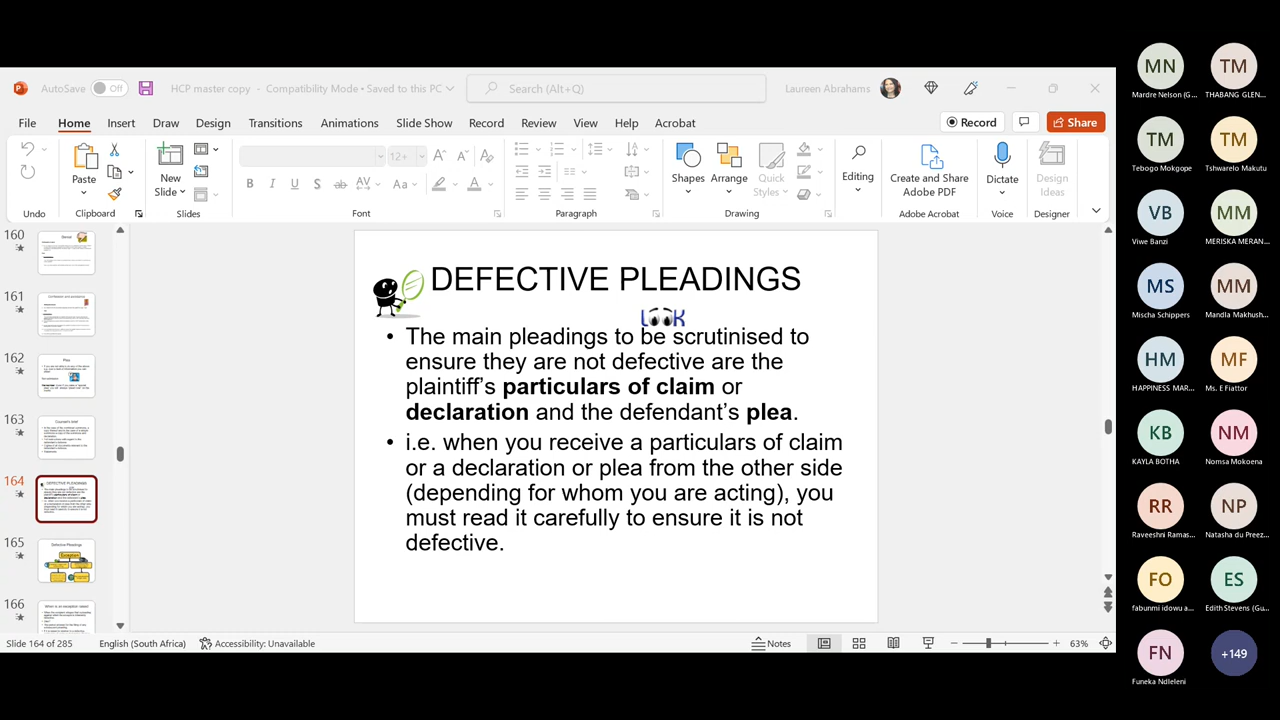 AutoSave Off HCP master copy - Compatibility Mode • Saved to this PC Search (Alt+Q) Laureen Abrahams
File Home Insert Draw Design Transitions Animations Slide Show Record Review View Help Acrobat Record Share
Paste New Slide 12+ Shapes Arrange Quick Styles Editing Create and Share Adobe PDF Dictate Design Ideas
Undo Clipboard Slides Font Paragraph Drawing Adobe Acrobat Voice Designer
160
161
162
Plea
163
164
DEFECTIVE PLEADINGS
165
Defective Pleadings
Exception
166
DEFECTIVE PLEADINGS
LOOK
• The main pleadings to be scrutinised to
ensure they are not defective are the
plaintiff's particulars of claim or
declaration and the defendant's plea.
• i.e. when you receive a particulars of claim
or a declaration or plea from the other side
(depending for whom you are acting), you
must read it carefully to ensure it is not
defective.
Slide 164 of 285 English (South Africa) Accessibility: Unavailable Notes 63%
MN TM
Mardre Nelson (G... THABANG GLEN...
TM TM
Tebogo Mokgope Tshwarelo Makutu
VB MM
Viwe Banzi MERISKA MERAN...
MS MM
Mischa Schippers Mandla Makhush...
HM MF
HAPPINESS MAR... Ms. E Fiattor
KB NM
KAYLA BOTHA Nomsa Mokoena
RR NP
Raveeshni Ramas... Natasha du Preez...
FO ES
fabunmi idowu a... Edith Stevens (Gu...
FN +149
Funeka Ndleleni